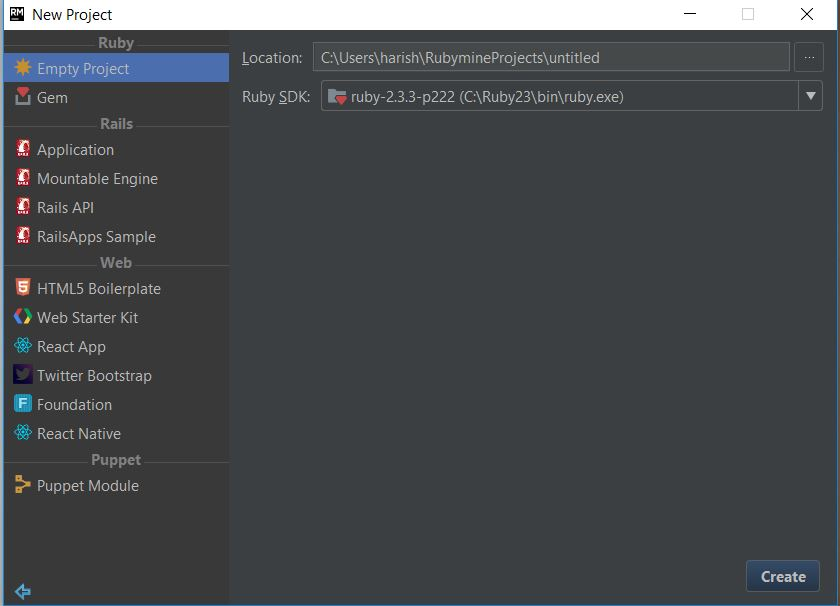 RM New Project
Ruby
Empty Project
Gem
Rails
Application
Mountable Engine
Rails API
RailsApps Sample
Web
HTML5 Boilerplate
Web Starter Kit
React App
Twitter Bootstrap
F Foundation
React Native
Puppet
Puppet Module
Location: C:\Users\harish\RubymineProjects\untitled ...
Ruby SDK: ruby-2.3.3-p222 (C:\Ruby23\bin\ruby.exe)
Create